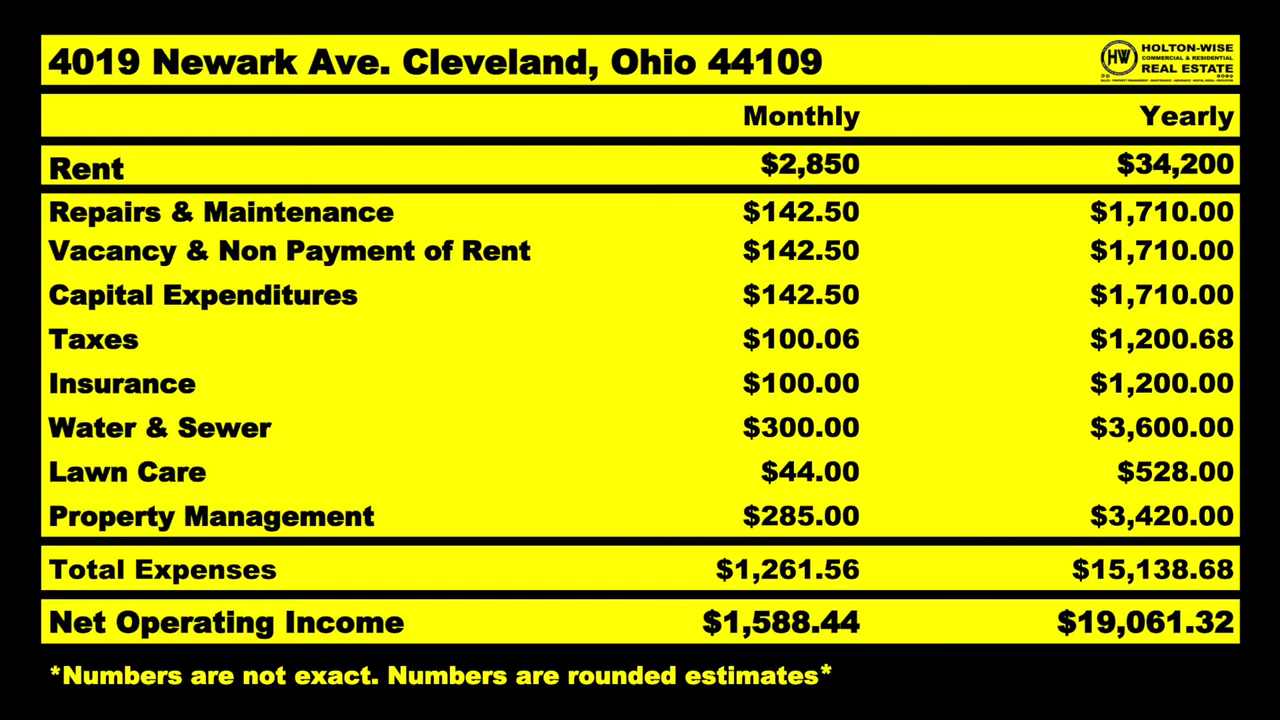 4019 Newark Ave. Cleveland, Ohio 44109
HOLTON-WISE
COMMERCIAL & RESIDENTIAL
REAL ESTATE
HW
Monthly Yearly
Rent $2,850 $34,200
Repairs & Maintenance $142.50 $1,710.00
Vacancy & Non Payment of Rent $142.50 $1,710.00
Capital Expenditures $142.50 $1,710.00
Taxes $100.06 $1,200.68
Insurance $100.00 $1,200.00
Water & Sewer $300.00 $3,600.00
Lawn Care $44.00 $528.00
Property Management $285.00 $3,420.00
Total Expenses $1,261.56 $15,138.68
Net Operating Income $1,588.44 $19,061.32
*Numbers are not exact. Numbers are rounded estimates*